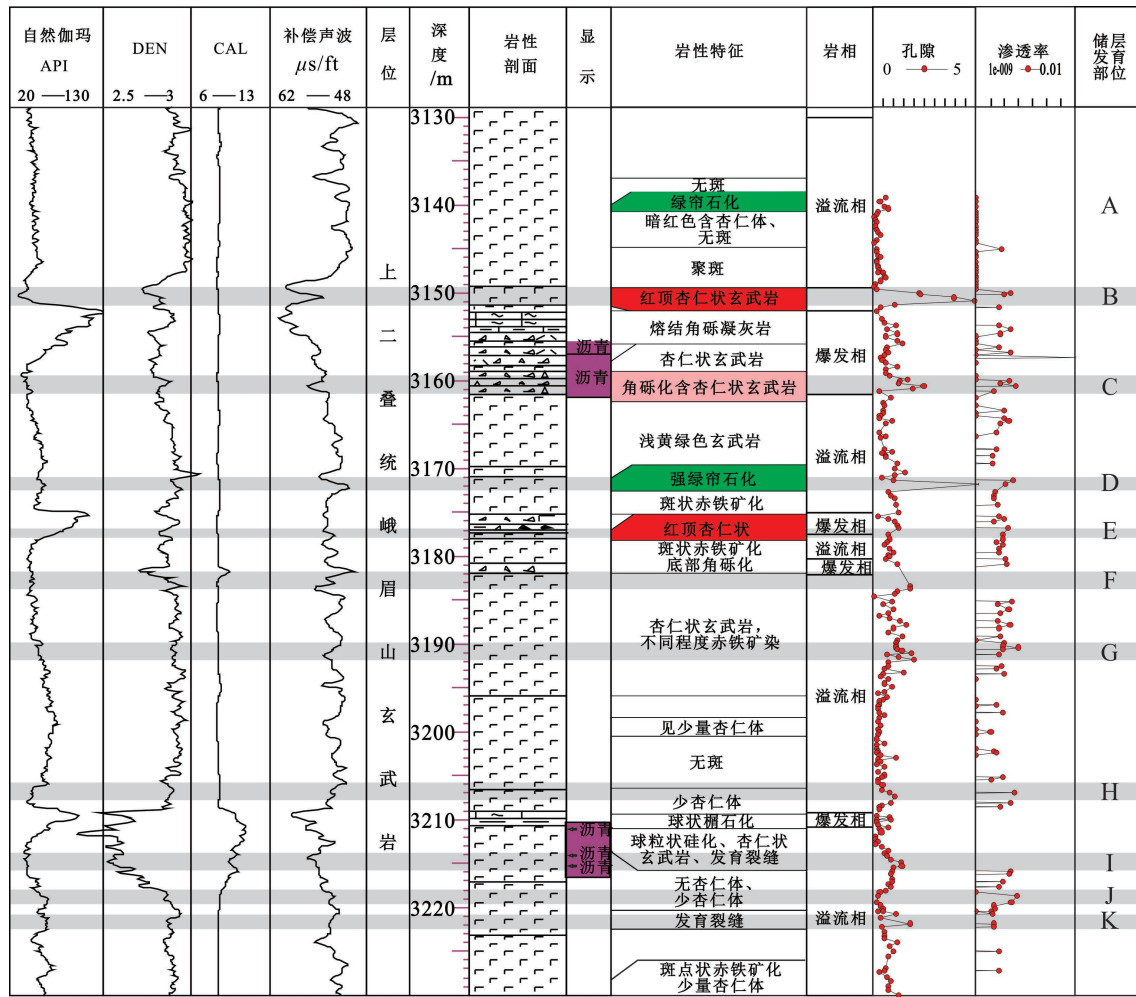 自然伽玛
API
20 — 130
DEN
2.5 — 3
CAL
6 — 13
补偿声波
μs/ft
62 — 48
层
位
深
度
/m
岩性
剖面
显
示
岩性特征
岩相
孔隙
0 5
渗透率
1e-009 0.01
储层
发育
部位
上
二
叠
统
峨
眉
山
玄
武
岩
3130
3140
3150
3160
3170
3180
3190
3200
3210
3220
沥青
沥青
沥青
沥青
沥青
无斑
绿帘石化
暗红色含杏仁体、
无斑
聚斑
红顶杏仁状玄武岩
熔结角砾凝灰岩
杏仁状玄武岩
角砾化含杏仁状玄武岩
浅黄绿色玄武岩
强绿帘石化
斑状赤铁矿化
红顶杏仁状
斑状赤铁矿化
底部角砾化
杏仁状玄武岩，
不同程度赤铁矿染
见少量杏仁体
无斑
少杏仁体
球状榍石化
球粒状硅化、杏仁状
玄武岩、发育裂缝
无杏仁体、
少杏仁体
发育裂缝
斑点状赤铁矿化
少量杏仁体
溢流相
爆发相
溢流相
爆发相
溢流相
爆发相
溢流相
爆发相
溢流相
A
B
C
D
E
F
G
H
I
J
K